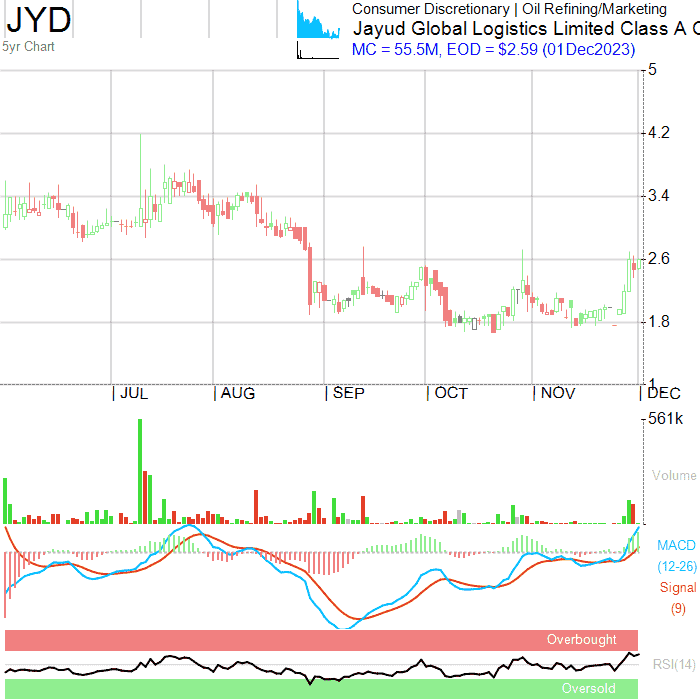 JYD
5yr Chart
Consumer Discretionary | Oil Refining/Marketing
Jayud Global Logistics Limited Class A O
MC = 55.5M, EOD = $2.59 (01Dec2023)
5
4.2
3.4
2.6
1.8
1
JUL AUG SEP OCT NOV DEC
561k
Volume
MACD
(12-26)
Signal
(9)
Overbought
RSI(14)
Oversold